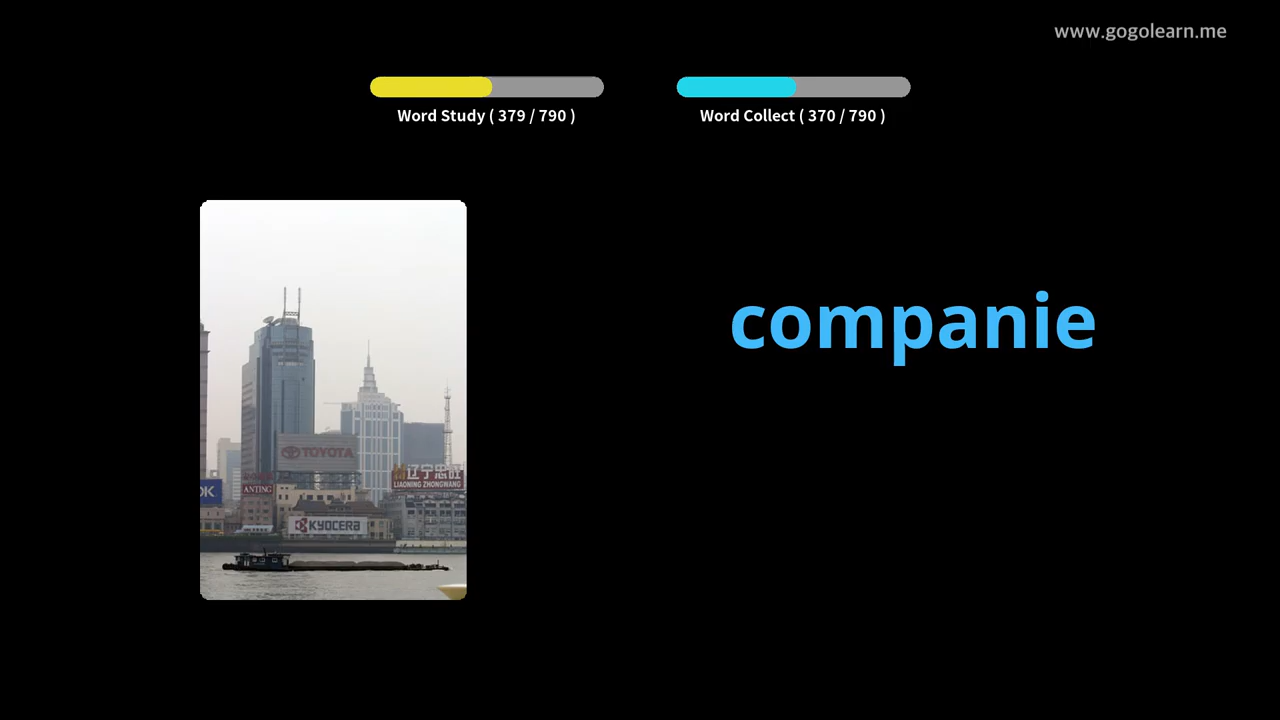 www.gogolearn.me
Word Study ( 379 / 790 )
Word Collect ( 370 / 790 )
companie
TOYOTA
辽宁忠旺
LIAONING ZHONGWANG
OK
ANTING
KYOCERA